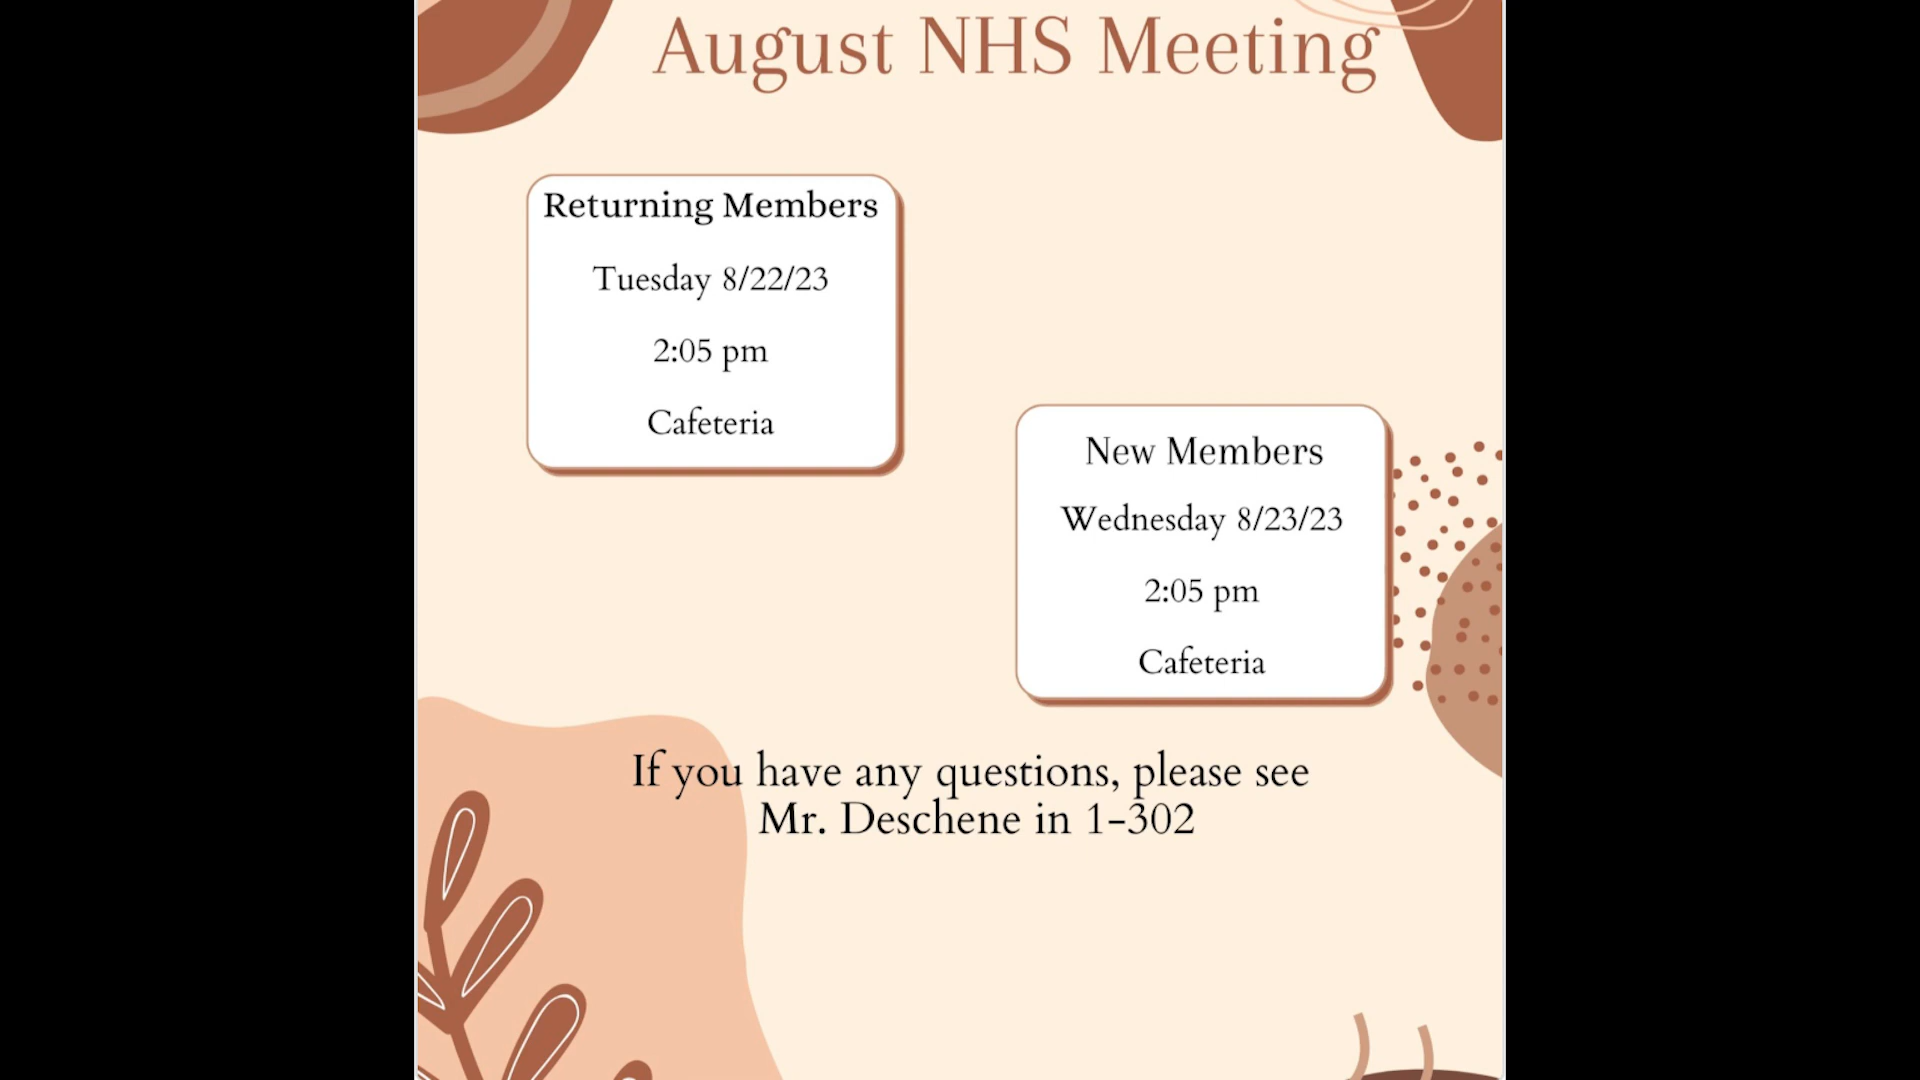 August NHS Meeting
Returning Members
Tuesday 8/22/23
2:05 pm
Cafeteria
New Members
Wednesday 8/23/23
2:05 pm
Cafeteria
If you have any questions, please see
Mr. Deschene in 1-302